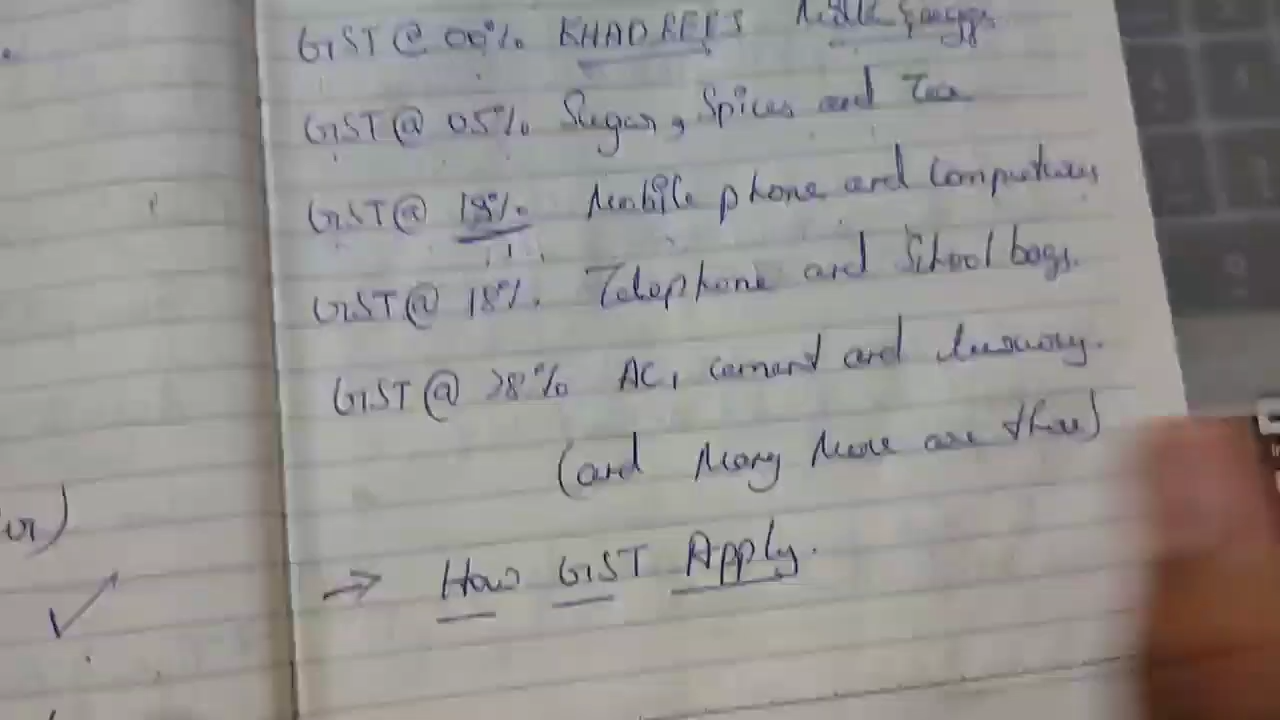 GST @ 00% KHADEEES
GST @ 05% Sugar, Spices and Tea
GST @ 18% Mobile phone and Computers
GST @ 18% Telephone and School bags.
GST @ 28% AC, cement and luxury.
(and Many More are there)
→ How GST Apply.